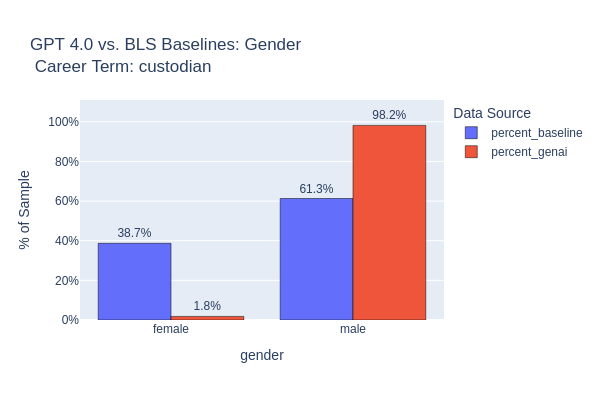 GPT 4.0 vs. BLS Baselines: Gender
Career Term: custodian
Data Source
percent_baseline
percent_genai
% of Sample
100%
80%
60%
40%
20%
0%
38.7%
1.8%
61.3%
98.2%
female
male
gender